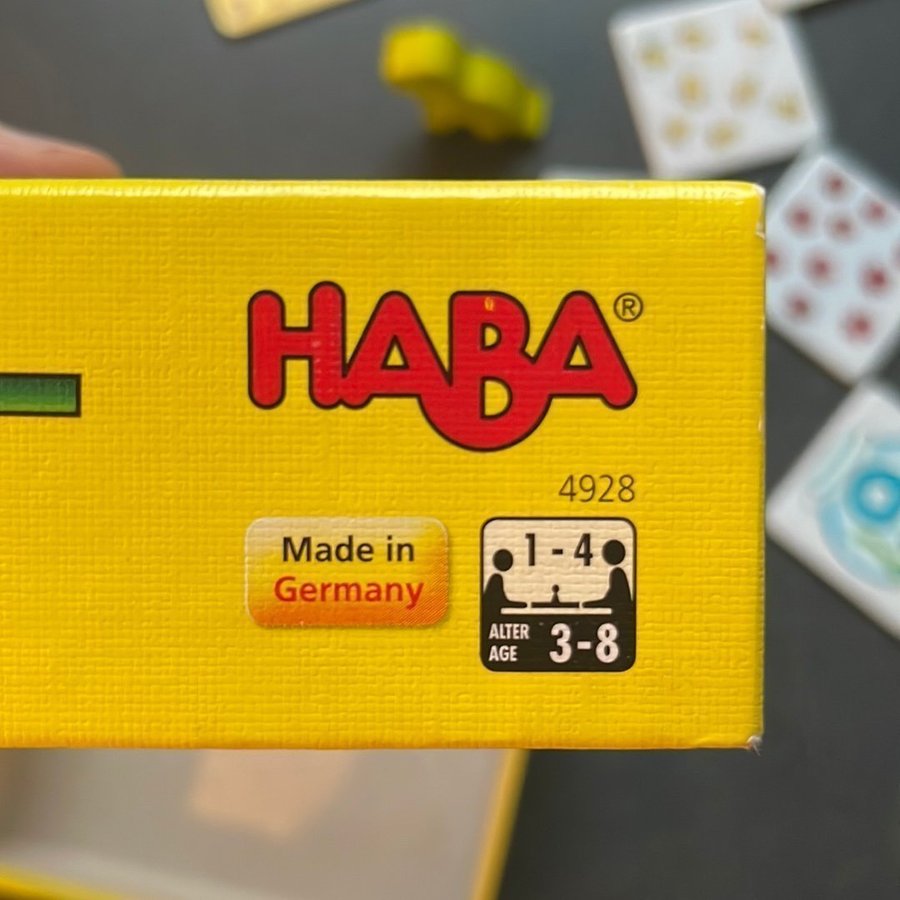 HABA®
4928
Made in
Germany
1 - 4
ALTER
AGE
3-8